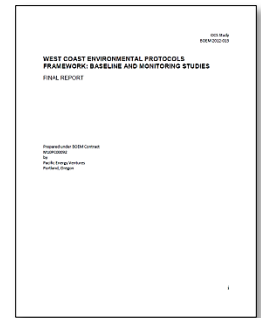 OCS Study
BOEM 2012-013
WEST COAST ENVIRONMENTAL PROTOCOLS
FRAMEWORK: BASELINE AND MONITORING STUDIES
FINAL REPORT
Prepared under BOEM Contract
by
Pacific Energy Ventures
Portland, Oregon